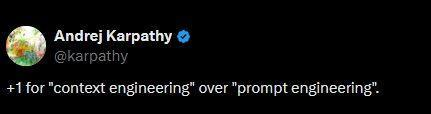 Andrej Karpathy
@karpathy
+1 for "context engineering" over "prompt engineering".